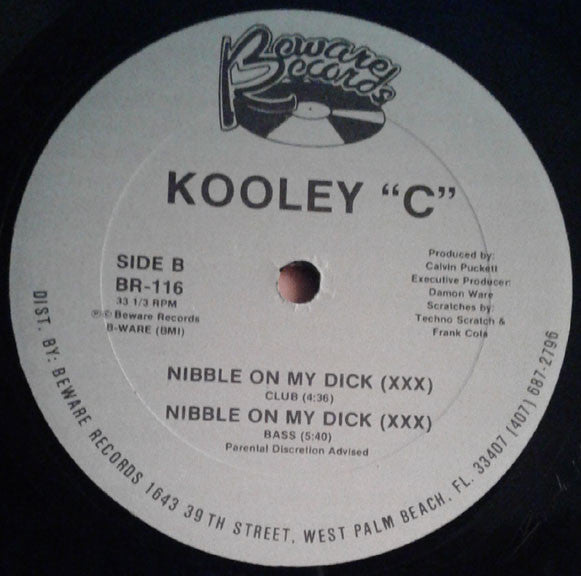 Beware
Records
KOOLEY "C"
SIDE B
BR-116
33 1/3 RPM
℗ © Beware Records
B-WARE (BMI)
Produced by:
Calvin Puckett
Executive Producer:
Damon Ware
Scratches by:
Techno Scratch &
Frank Cola
NIBBLE ON MY DICK (XXX)
CLUB (4:36)
NIBBLE ON MY DICK (XXX)
BASS (5:40)
Parental Discretion Advised
DIST. BY: BEWARE RECORDS 1643 39 TH STREET, WEST PALM BEACH, FL. 33407 (407) 687-2796